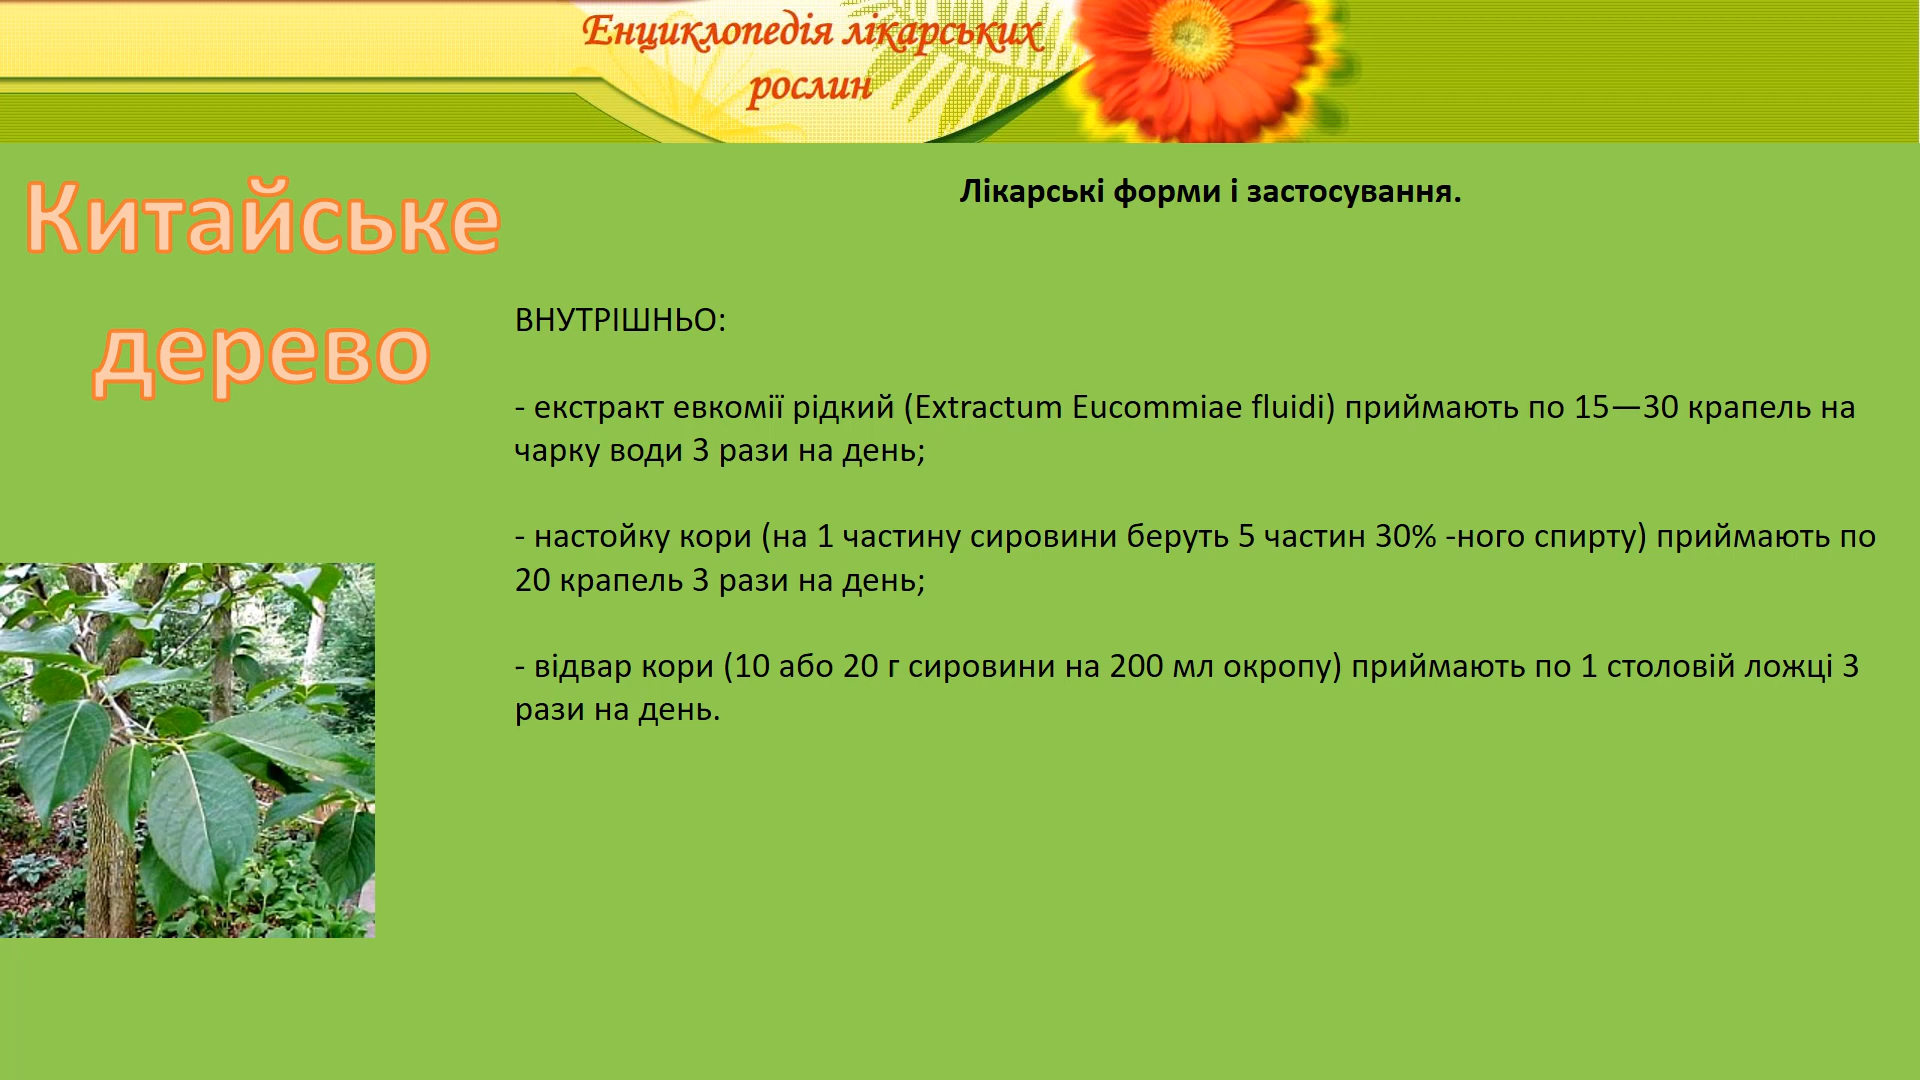 Енциклопедія лікарських
рослин
Китайське
дерево
Лікарські форми і застосування.
ВНУТРІШНЬО:
- екстракт евкомії рідкий (Extractum Eucommiae fluidi) приймають по 15—30 крапель на
чарку води 3 рази на день;
- настойку кори (на 1 частину сировини беруть 5 частин 30% -ного спирту) приймають по
20 крапель 3 рази на день;
- відвар кори (10 або 20 г сировини на 200 мл окропу) приймають по 1 столовій ложці 3
рази на день.